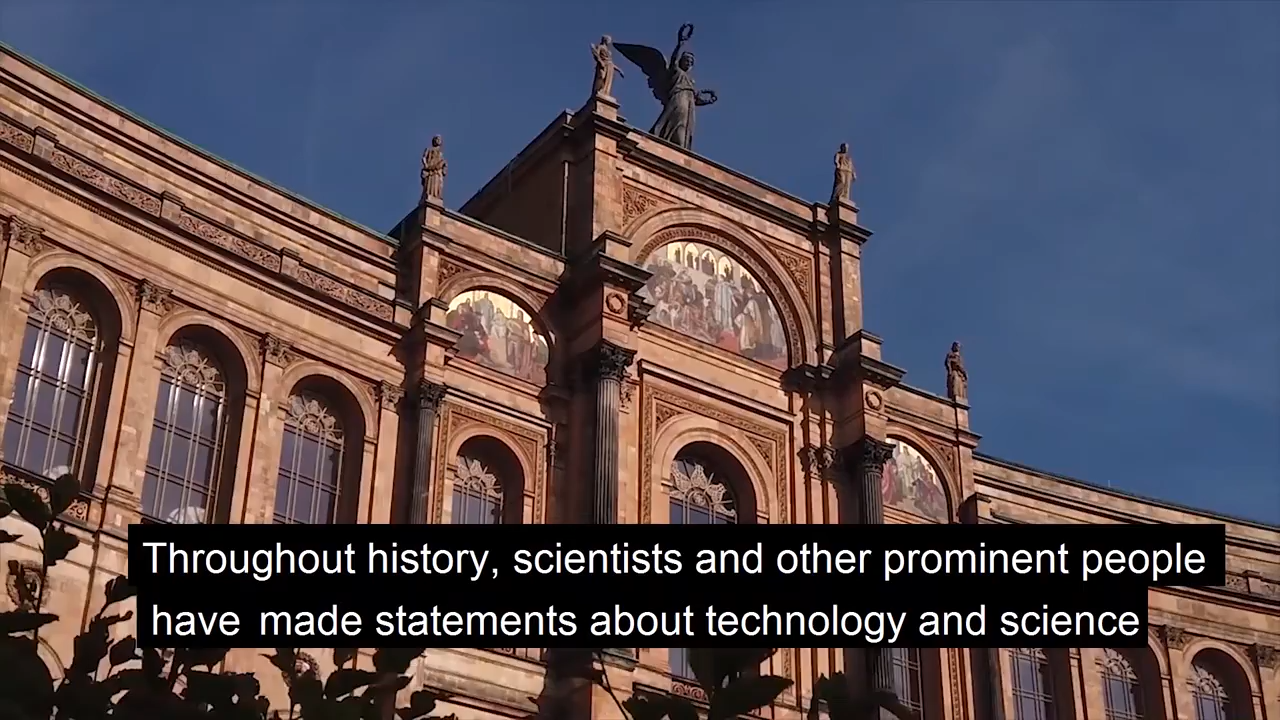 Throughout history, scientists and other prominent people
have made statements about technology and science